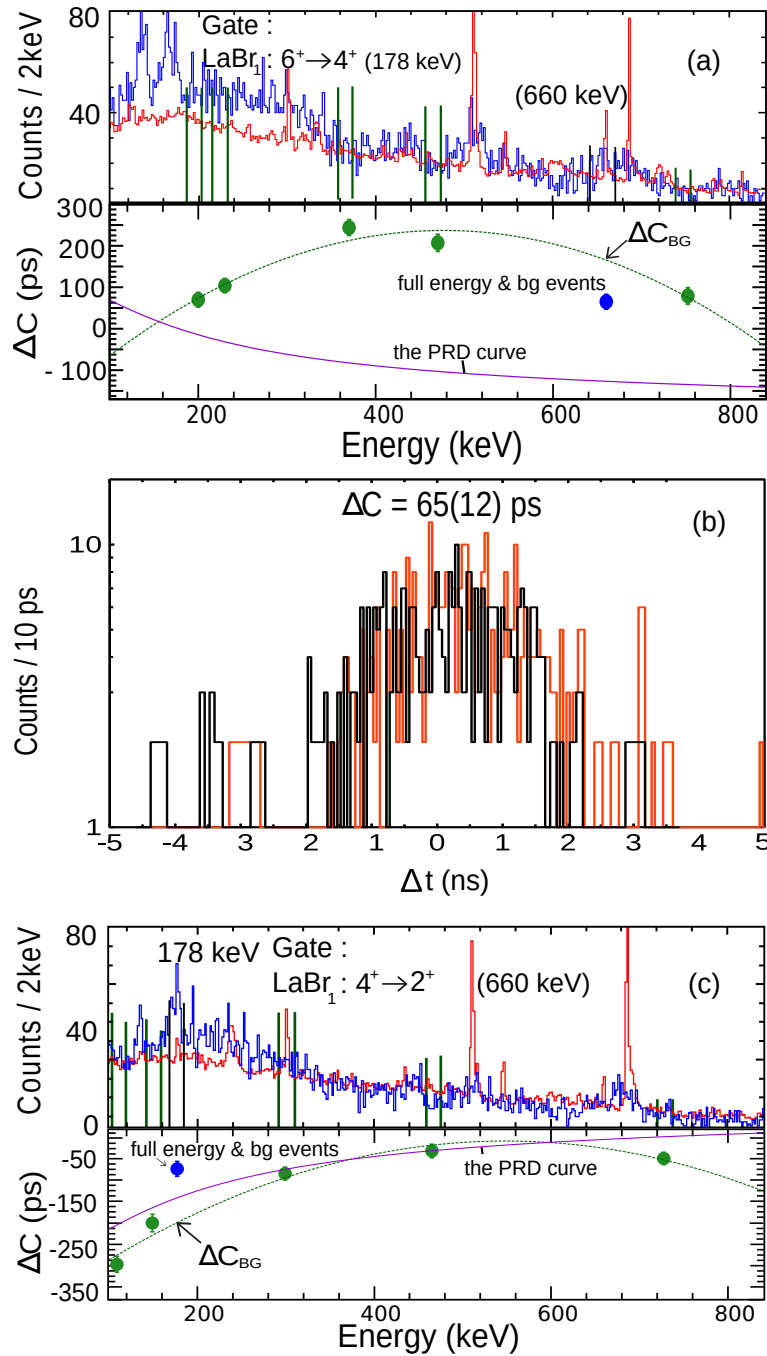 80
Gate :
LaBr1 : 6+→4+ (178 keV)
(a)
(660 keV)
40
Counts / 2keV
300
ΔCBG
200
full energy & bg events
100
0
the PRD curve
- 100
ΔC (ps)
200 400 600 800
Energy (keV)
ΔC = 65(12) ps
(b)
10
Counts / 10 ps
1
-5 -4 -3 2 1 0 1 2 3 4 5
Δt (ns)
80
178 keV
Gate :
LaBr1 : 4+→2+ (660 keV)
(c)
40
0
Counts / 2keV
full energy & bg events
-50
the PRD curve
-150
-250
ΔCBG
-350
ΔC (ps)
200 400 600 800
Energy (keV)